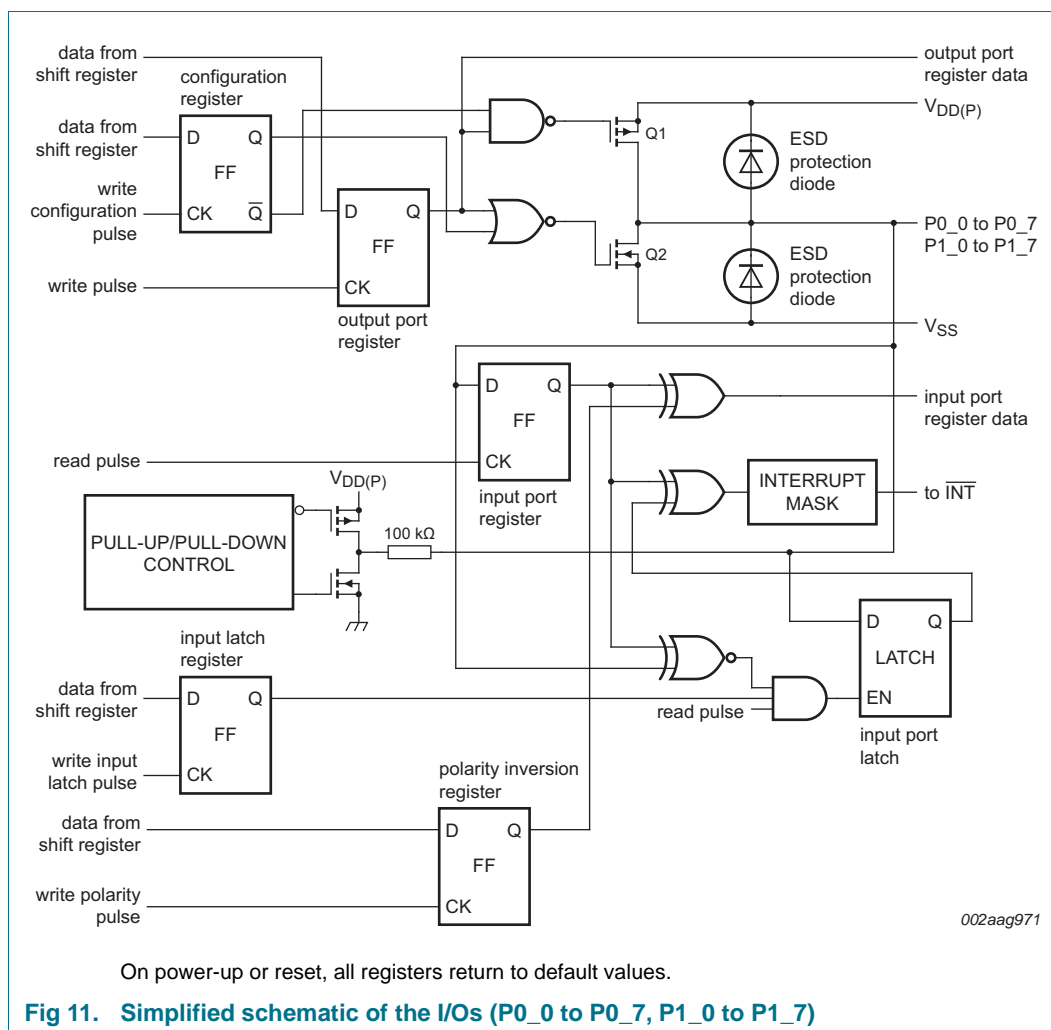 data from
shift register
configuration
register
data from
shift register
D
Q
FF
write
configuration
pulse
CK
Q
write pulse
D
Q
FF
CK
output port
register
Q1
Q2
output port
register data
VDD(P)
ESD
protection
diode
P0_0 to P0_7
P1_0 to P1_7
ESD
protection
diode
VSS
D
Q
FF
CK
input port
register
read pulse
input port
register data
INTERRUPT
MASK
to INT
VDD(P)
PULL-UP/PULL-DOWN
CONTROL
100 kΩ
input latch
register
data from
shift register
D
Q
FF
write input
latch pulse
CK
read pulse
D
Q
LATCH
EN
input port
latch
polarity inversion
register
data from
shift register
D
Q
FF
write polarity
pulse
CK
002aag971
On power-up or reset, all registers return to default values.
Fig 11. Simplified schematic of the I/Os (P0_0 to P0_7, P1_0 to P1_7)